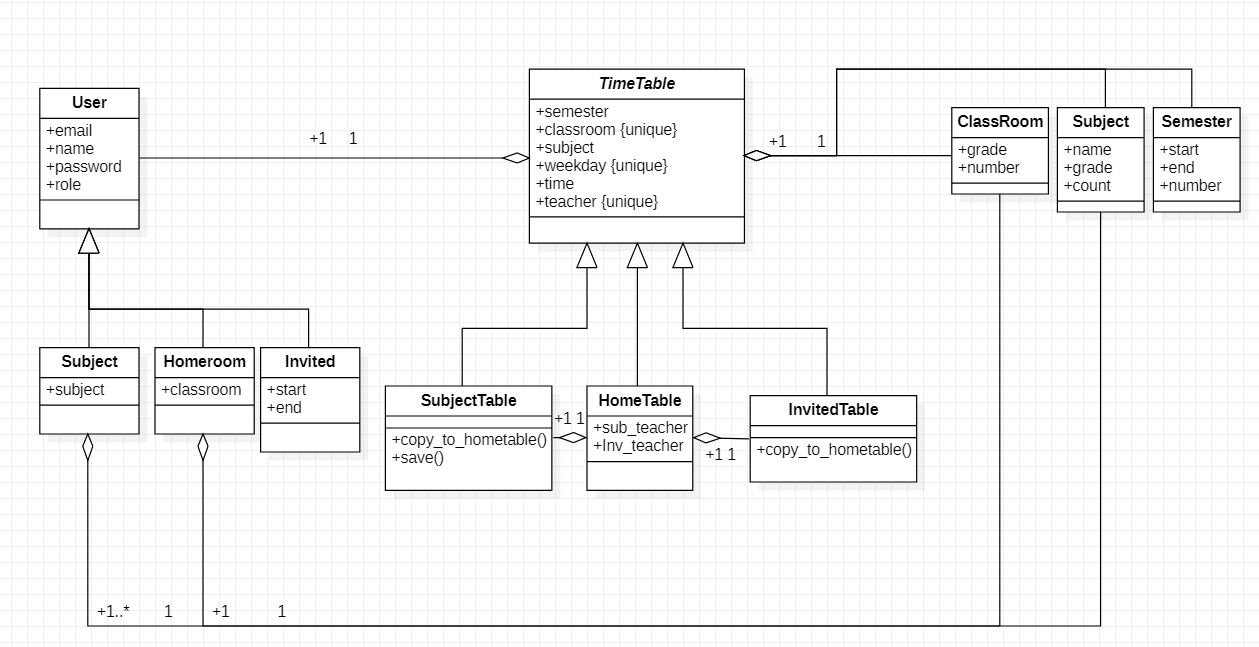 User
+email
+name
+password
+role
+1 1
TimeTable
+semester
+classroom {unique}
+subject
+weekday {unique}
+time
+teacher {unique}
+1 1
ClassRoom
+grade
+number
Subject
+name
+grade
+count
Semester
+start
+end
+number
Subject
+subject
Homeroom
+classroom
Invited
+start
+end
SubjectTable
+copy_to_hometable()
+save()
+1 1
HomeTable
+sub_teacher
+Inv_teacher
+1 1
InvitedTable
+copy_to_hometable()
+1..* 1
+1 1